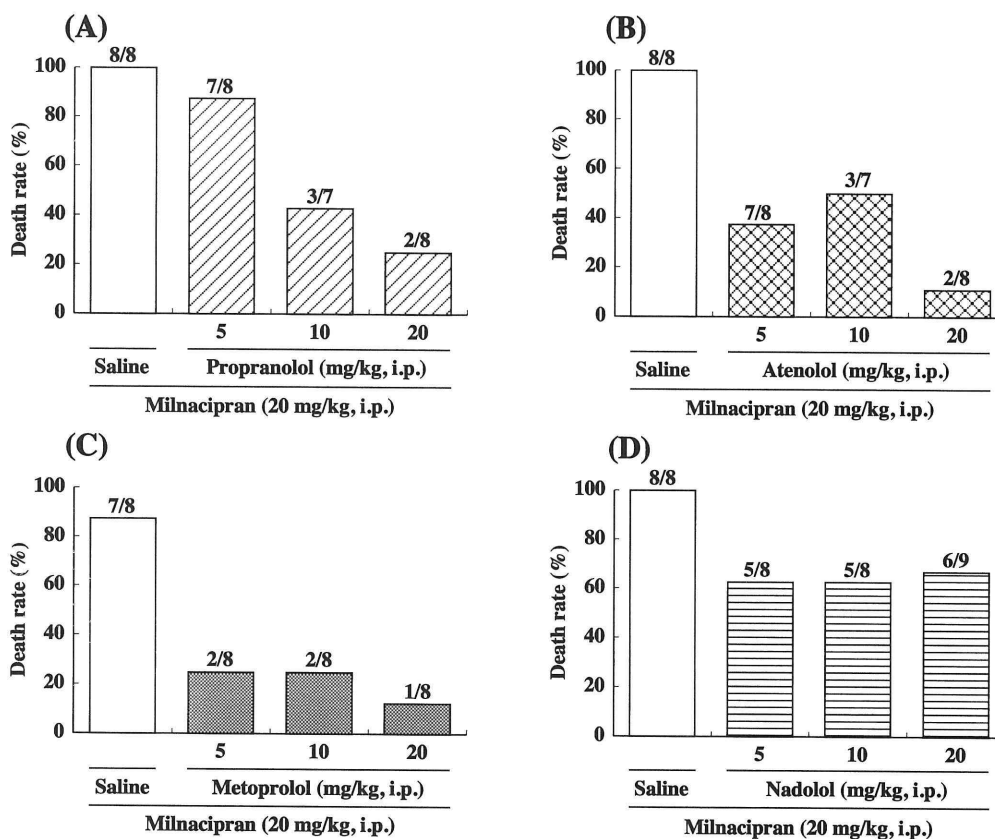 (A)
8/8
100
7/8
80
60
3/7
40
2/8
20
0
Death rate (%)
5 10 20
Saline Propranolol (mg/kg, i.p.)
Milnacipran (20 mg/kg, i.p.)
(B)
8/8
100
80
60
3/7
7/8
40
20
2/8
0
Death rate (%)
5 10 20
Saline Atenolol (mg/kg, i.p.)
Milnacipran (20 mg/kg, i.p.)
(C)
100
7/8
80
60
40
2/8 2/8
20
1/8
0
Death rate (%)
5 10 20
Saline Metoprolol (mg/kg, i.p.)
Milnacipran (20 mg/kg, i.p.)
(D)
8/8
100
80
5/8 5/8 6/9
60
40
20
0
Death rate (%)
5 10 20
Saline Nadolol (mg/kg, i.p.)
Milnacipran (20 mg/kg, i.p.)